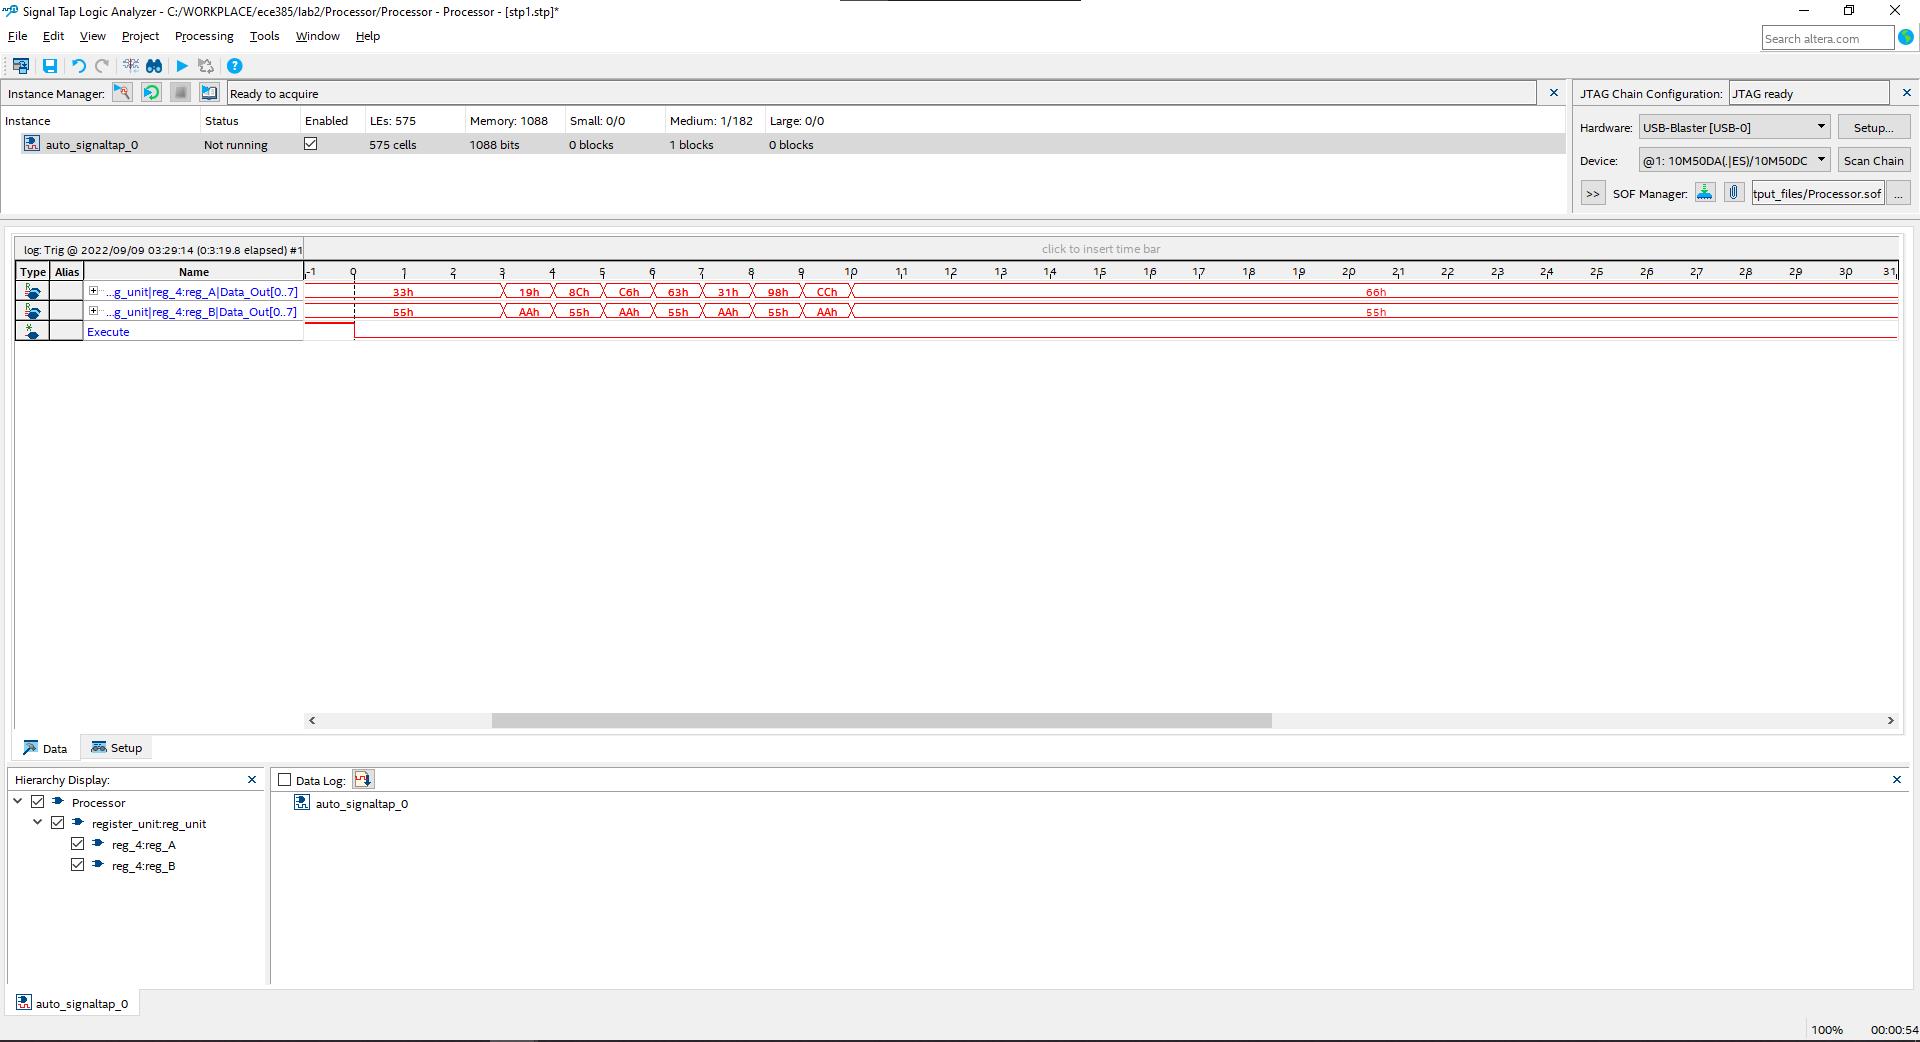 Signal Tap Logic Analyzer - C:/WORKPLACE/ece385/lab2/Processor/Processor - Processor - [stp1.stp]*
File Edit View Project Processing Tools Window Help
Search altera.com
Instance Manager: Ready to acquire
JTAG Chain Configuration: JTAG ready
Instance Status Enabled LEs: 575 Memory: 1088 Small: 0/0 Medium: 1/182 Large: 0/0
auto_signaltap_0 Not running 575 cells 1088 bits 0 blocks 1 blocks 0 blocks
Hardware: USB-Blaster [USB-0] Setup...
Device: @1: 10M50DA(.|ES)/10M50DC Scan Chain
>> SOF Manager: tput_files/Processor.sof ...
log: Trig @ 2022/09/09 03:29:14 (0:3:19.8 elapsed) #1 click to insert time bar
Type Alias Name -1 0 1 2 3 4 5 6 7 8 9 10 11 12 13 14 15 16 17 18 19 20 21 22 23 24 25 26 27 28 29 30 31
...g_unit|reg_4:reg_A|Data_Out[0..7] 33h 19h 8Ch C6h 63h 31h 98h CCh 66h
...g_unit|reg_4:reg_B|Data_Out[0..7] 55h AAh 55h AAh 55h AAh 55h AAh 55h
Execute
Data Setup
Hierarchy Display:
Processor
register_unit:reg_unit
reg_4:reg_A
reg_4:reg_B
Data Log:
auto_signaltap_0
auto_signaltap_0
100% 00:00:54